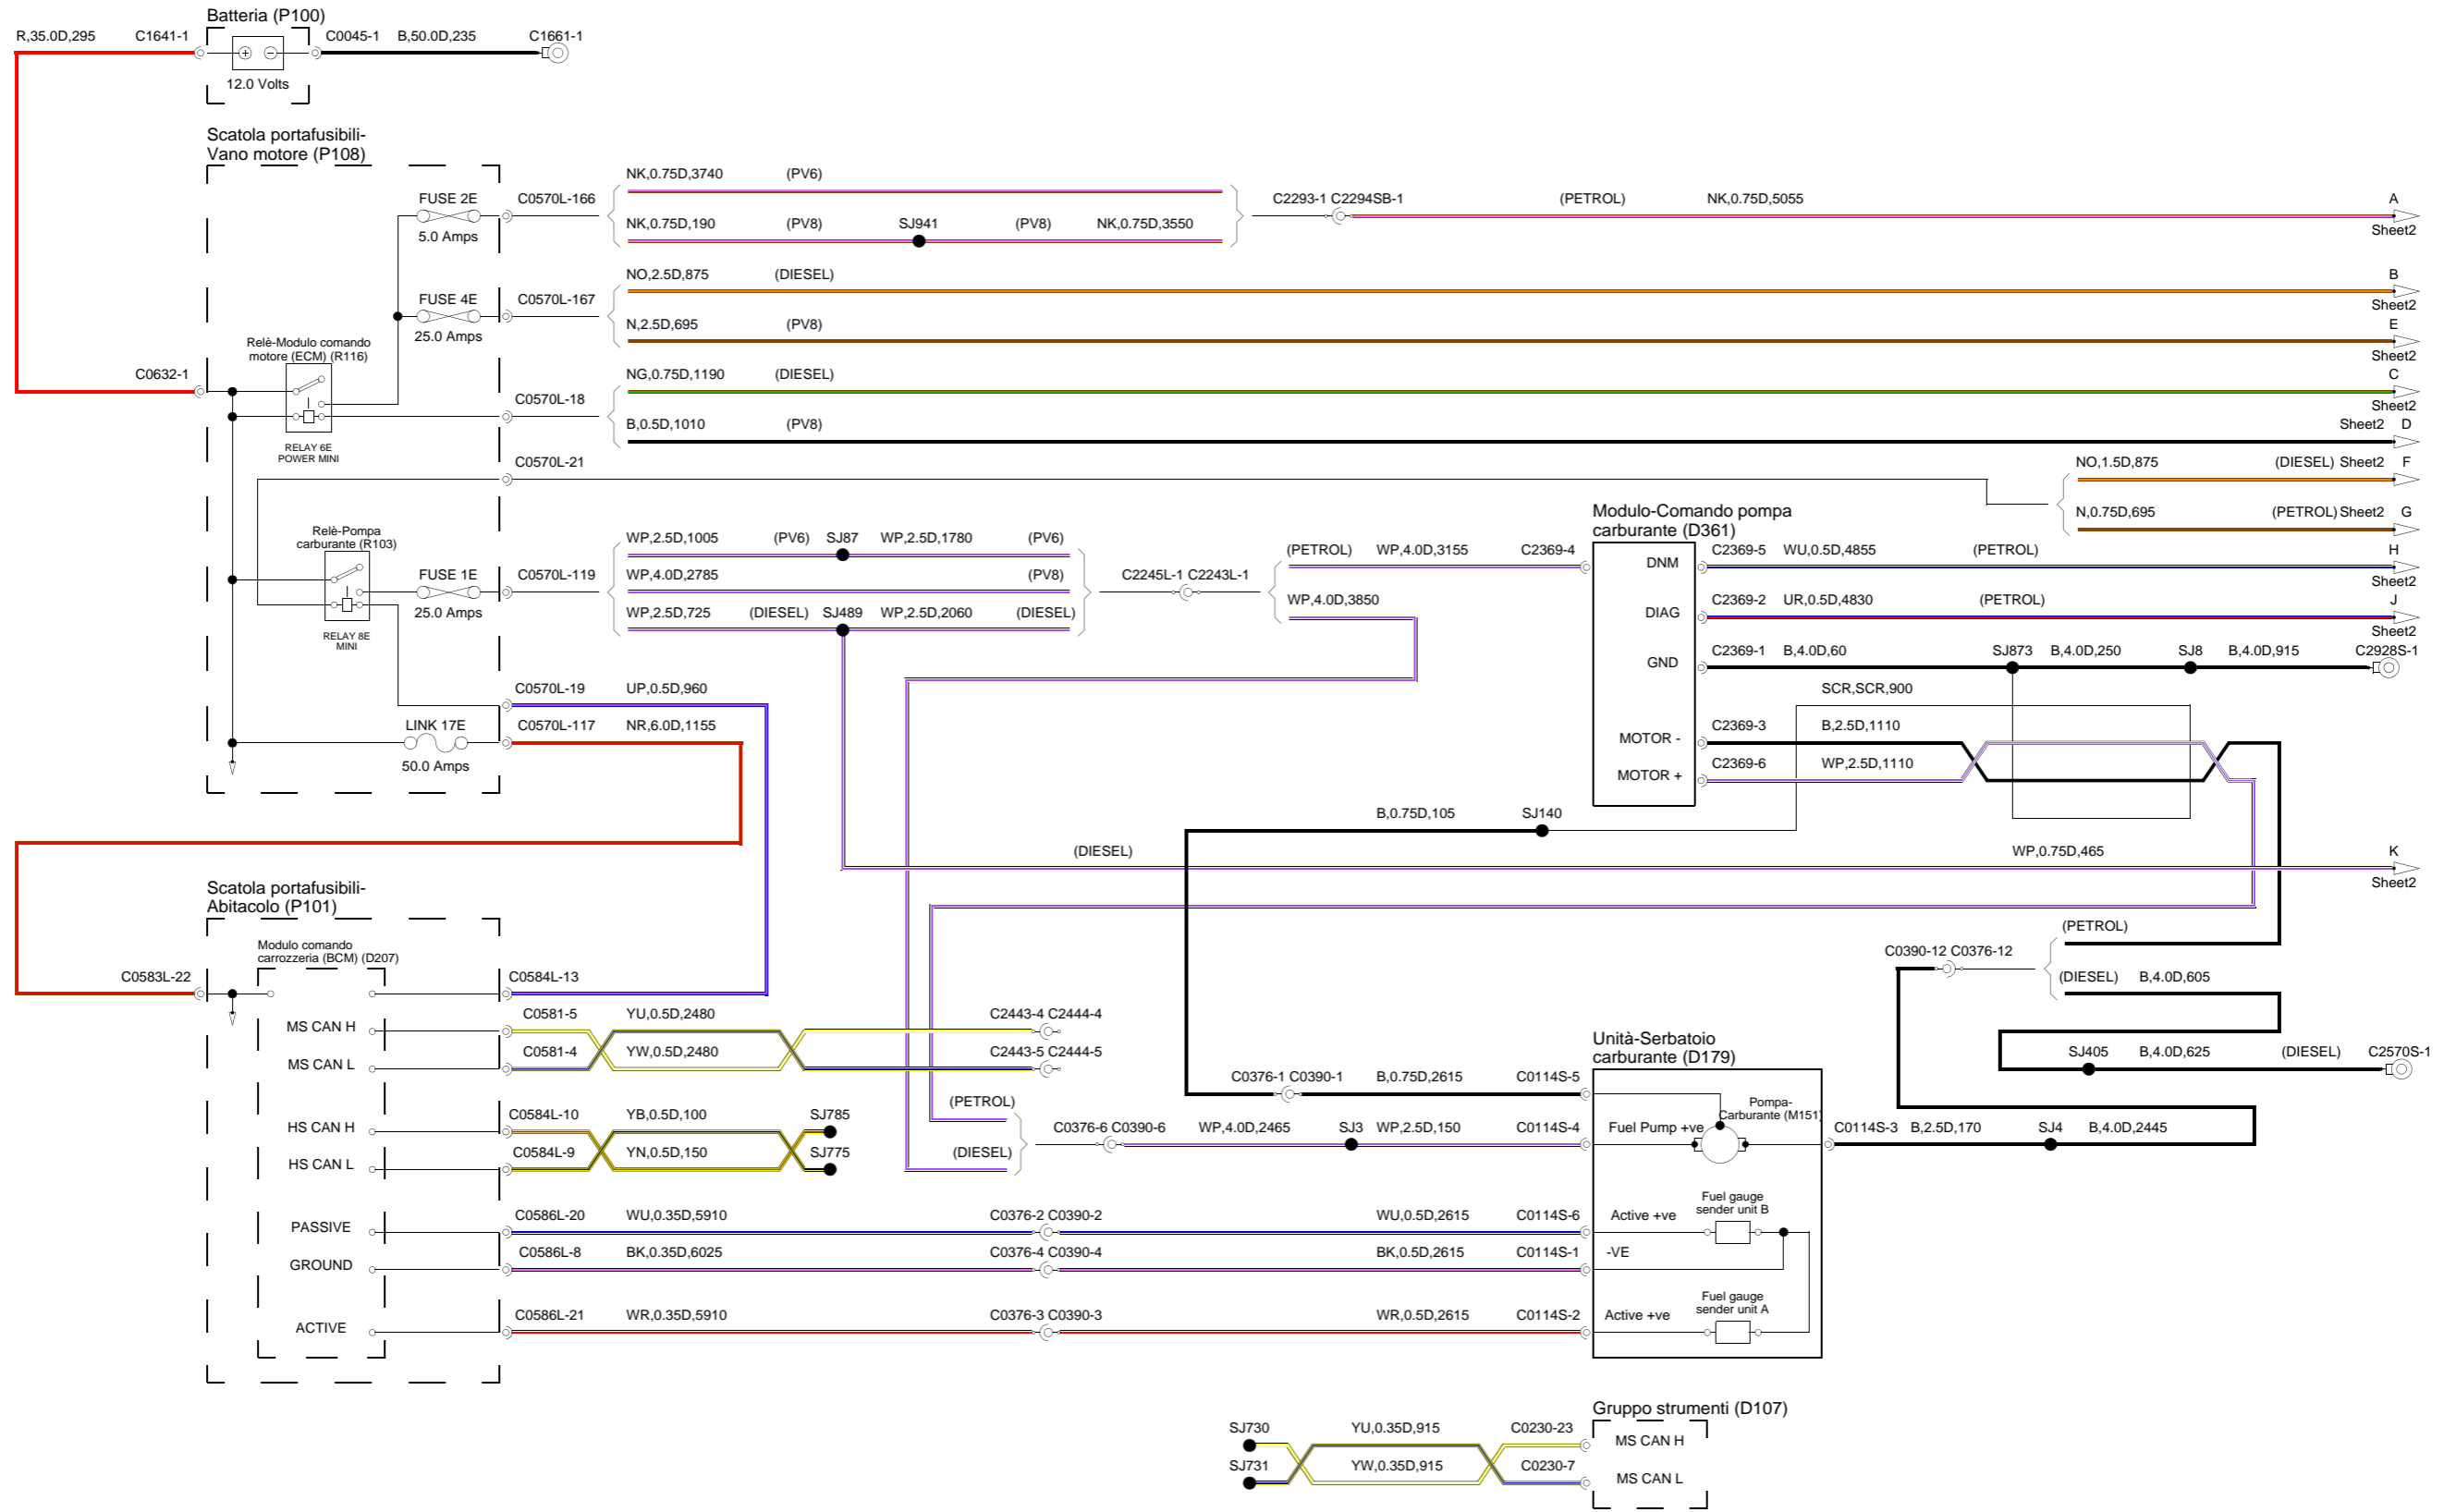 Batteria (P100)
R,35.0D,295 C1641-1 C0045-1 B,50.0D,235 C1661-1
12.0 Volts
Scatola portafusibili-
Vano motore (P108)
FUSE 2E
5.0 Amps
C0570L-166
NK,0.75D,3740 (PV6)
NK,0.75D,190 (PV8) SJ941 (PV8) NK,0.75D,3550
C2293-1 C2294SB-1 (PETROL) NK,0.75D,5055 A
Sheet2
FUSE 4E
25.0 Amps
C0570L-167
NO,2.5D,875 (DIESEL) B
Sheet2
N,2.5D,695 (PV8) E
Sheet2
Relè-Modulo comando
motore (ECM) (R116)
C0632-1
RELAY 6E
POWER MINI
C0570L-18
NG,0.75D,1190 (DIESEL) C
Sheet2
B,0.5D,1010 (PV8) Sheet2 D
C0570L-21
NO,1.5D,875 (DIESEL) Sheet2 F
N,0.75D,695 (PETROL) Sheet2 G
Relè-Pompa
carburante (R103)
RELAY 8E
MINI
FUSE 1E
25.0 Amps
C0570L-119
WP,2.5D,1005 (PV6) SJ87 WP,2.5D,1780 (PV6)
WP,4.0D,2785 (PV8)
WP,2.5D,725 (DIESEL) SJ489 WP,2.5D,2060 (DIESEL)
C2245L-1 C2243L-1
(PETROL) WP,4.0D,3155 C2369-4
WP,4.0D,3850
Modulo-Comando pompa
carburante (D361)
DNM C2369-5 WU,0.5D,4855 (PETROL) H
Sheet2
DIAG C2369-2 UR,0.5D,4830 (PETROL) J
Sheet2
GND C2369-1 B,4.0D,60 SJ873 B,4.0D,250 SJ8 B,4.0D,915 C2928S-1
SCR,SCR,900
MOTOR - C2369-3 B,2.5D,1110
MOTOR + C2369-6 WP,2.5D,1110
C0570L-19 UP,0.5D,960
LINK 17E
50.0 Amps
C0570L-117 NR,6.0D,1155
B,0.75D,105 SJ140
(DIESEL) WP,0.75D,465 K
Sheet2
Scatola portafusibili-
Abitacolo (P101)
Modulo comando
carrozzeria (BCM) (D207)
C0583L-22 C0584L-13
MS CAN H C0581-5 YU,0.5D,2480 C2443-4 C2444-4
MS CAN L C0581-4 YW,0.5D,2480 C2443-5 C2444-5
HS CAN H C0584L-10 YB,0.5D,100 SJ785
HS CAN L C0584L-9 YN,0.5D,150 SJ775
(PETROL)
C0390-12 C0376-12
(DIESEL) B,4.0D,605
SJ405 B,4.0D,625 (DIESEL) C2570S-1
Unità-Serbatoio
carburante (D179)
C0376-1 C0390-1 B,0.75D,2615 C0114S-5
(PETROL)
(DIESEL)
C0376-6 C0390-6 WP,4.0D,2465 SJ3 WP,2.5D,150 C0114S-4
Pompa-
Carburante (M151)
Fuel Pump +ve
C0114S-3 B,2.5D,170 SJ4 B,4.0D,2445
PASSIVE C0586L-20 WU,0.35D,5910 C0376-2 C0390-2 WU,0.5D,2615 C0114S-6 Active +ve
Fuel gauge
sender unit B
GROUND C0586L-8 BK,0.35D,6025 C0376-4 C0390-4 BK,0.5D,2615 C0114S-1 -VE
ACTIVE C0586L-21 WR,0.35D,5910 C0376-3 C0390-3 WR,0.5D,2615 C0114S-2 Active +ve
Fuel gauge
sender unit A
Gruppo strumenti (D107)
SJ730 YU,0.35D,915 C0230-23 MS CAN H
SJ731 YW,0.35D,915 C0230-7 MS CAN L